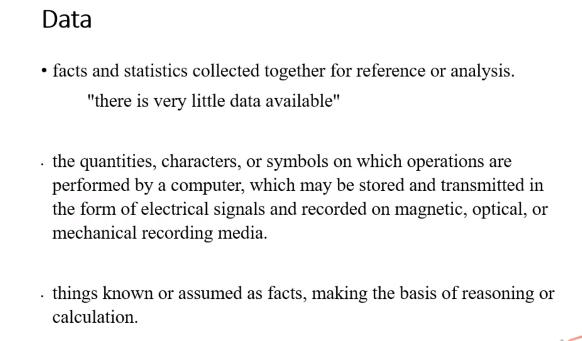 Data
• facts and statistics collected together for reference or analysis.
"there is very little data available"
. the quantities, characters, or symbols on which operations are
performed by a computer, which may be stored and transmitted in
the form of electrical signals and recorded on magnetic, optical, or
mechanical recording media.
. things known or assumed as facts, making the basis of reasoning or
calculation.